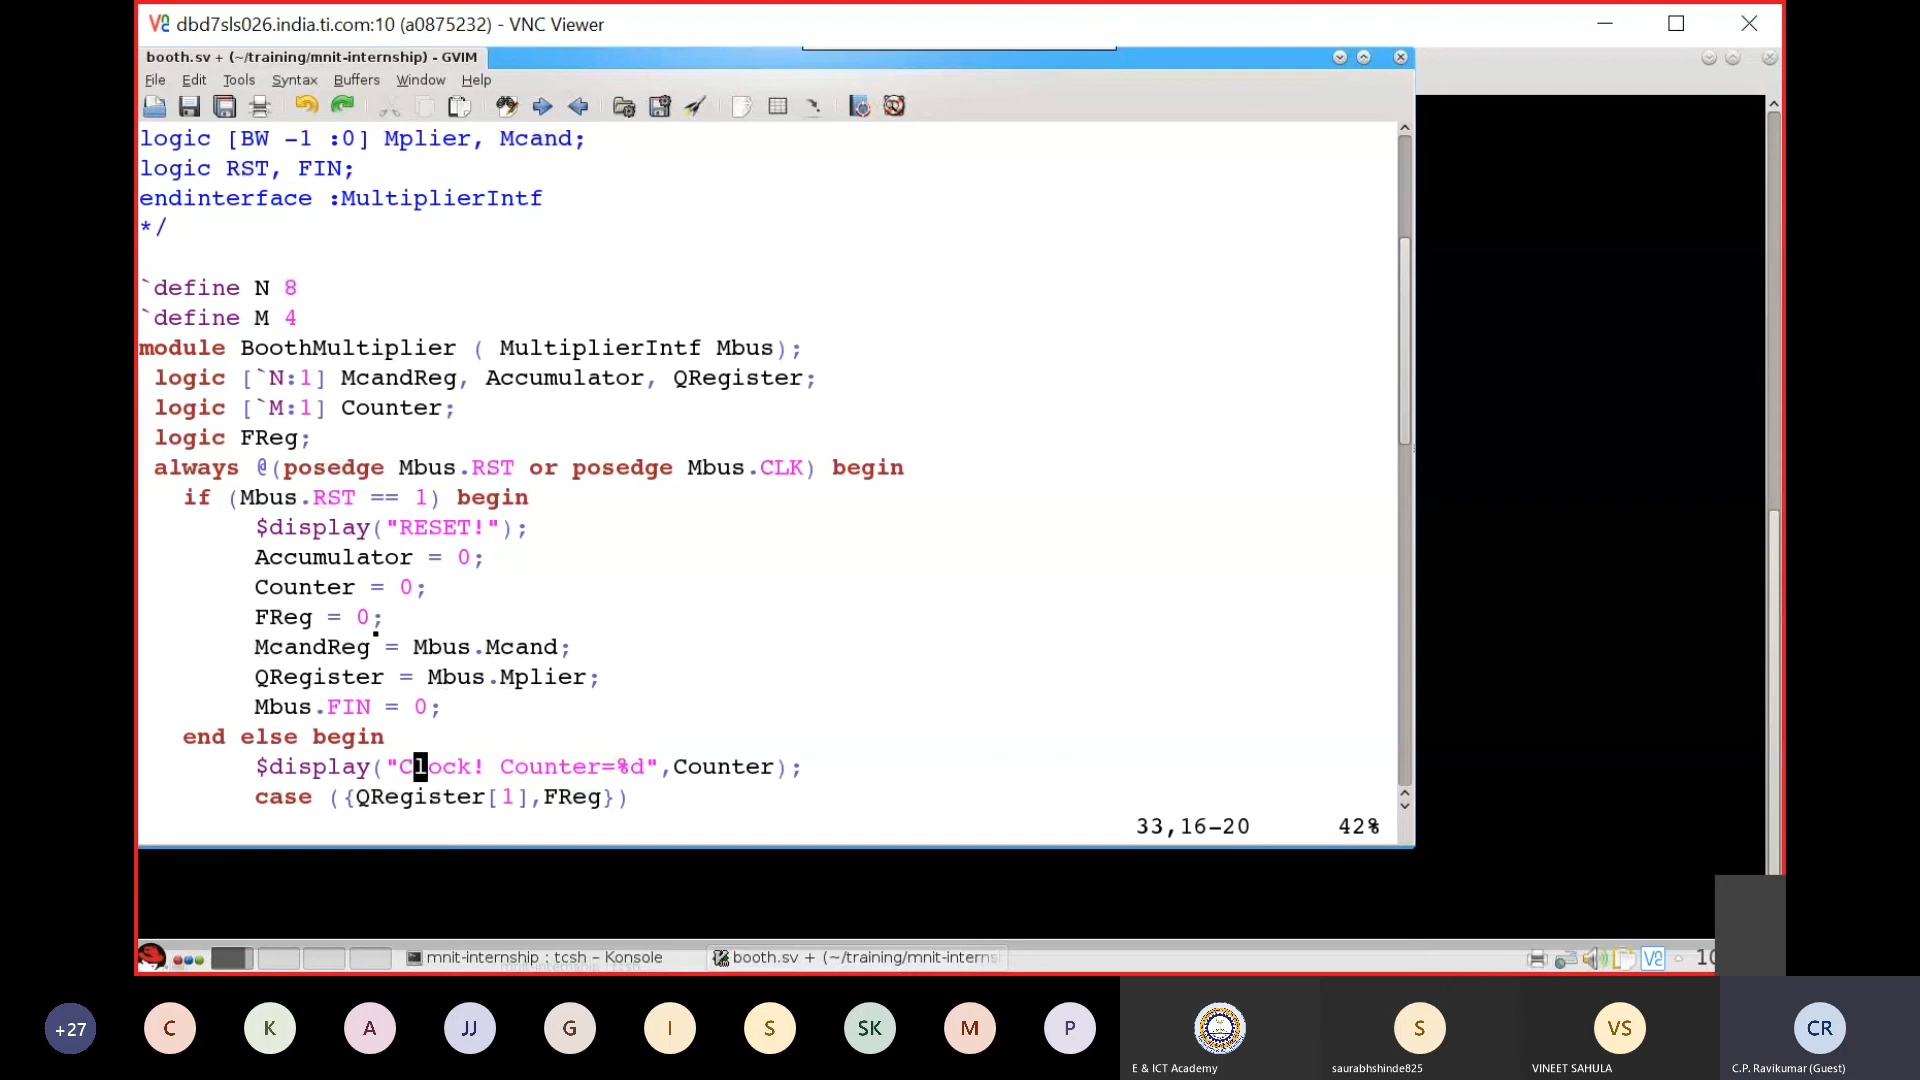 dbd7sls026.india.ti.com:10 (a0875232) - VNC Viewer
booth.sv + (~/training/mnit-internship) - GVIM
File Edit Tools Syntax Buffers Window Help
logic [BW -1 :0] Mplier, Mcand;
logic RST, FIN;
endinterface :MultiplierIntf
*/
`define N 8
`define M 4
module BoothMultiplier ( MultiplierIntf Mbus);
logic [`N:1] McandReg, Accumulator, QRegister;
logic [`M:1] Counter;
logic FReg;
always @(posedge Mbus.RST or posedge Mbus.CLK) begin
if (Mbus.RST == 1) begin
$display("RESET!");
Accumulator = 0;
Counter = 0;
FReg = 0;
McandReg = Mbus.Mcand;
QRegister = Mbus.Mplier;
Mbus.FIN = 0;
end else begin
$display("Clock! Counter=%d",Counter);
case ({QRegister[1],FReg})
33,16-20 42%
mnit-internship : tcsh - Konsole
booth.sv + (~/training/mnit-interns
10
+27 C K A JJ G I S SK M P S VS CR
E & ICT Academy saurabhshinde825 VINEET SAHULA C.P. Ravikumar (Guest)